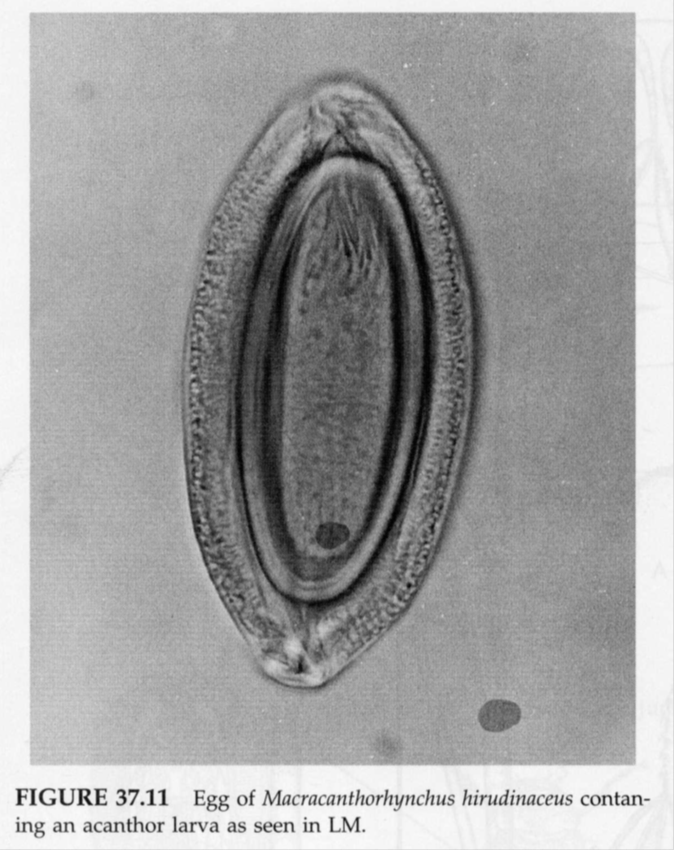 FIGURE 37.11 Egg of Macracanthorhynchus hirudinaceus contan-
ing an acanthor larva as seen in LM.